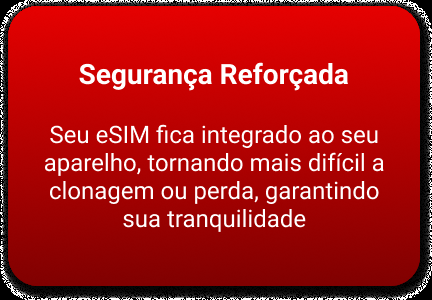 Segurança Reforçada
Seu eSIM fica integrado ao seu
aparelho, tornando mais difícil a
clonagem ou perda, garantindo
sua tranquilidade